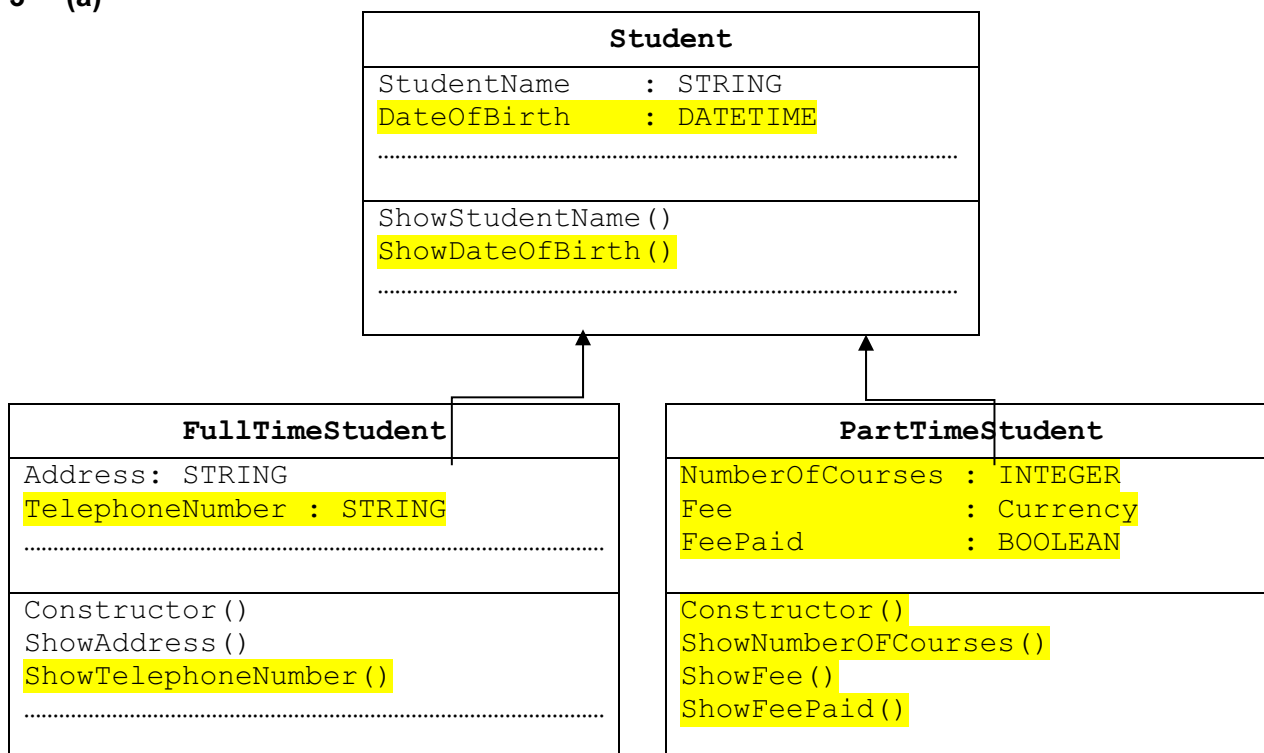 (a)
Student
StudentName : STRING
DateOfBirth : DATETIME
ShowStudentName()
ShowDateOfBirth()
FullTimeStudent
Address: STRING
TelephoneNumber : STRING
Constructor()
ShowAddress()
ShowTelephoneNumber()
PartTimeStudent
NumberOfCourses : INTEGER
Fee : Currency
FeePaid : BOOLEAN
Constructor()
ShowNumberOFCourses()
ShowFee()
ShowFeePaid()